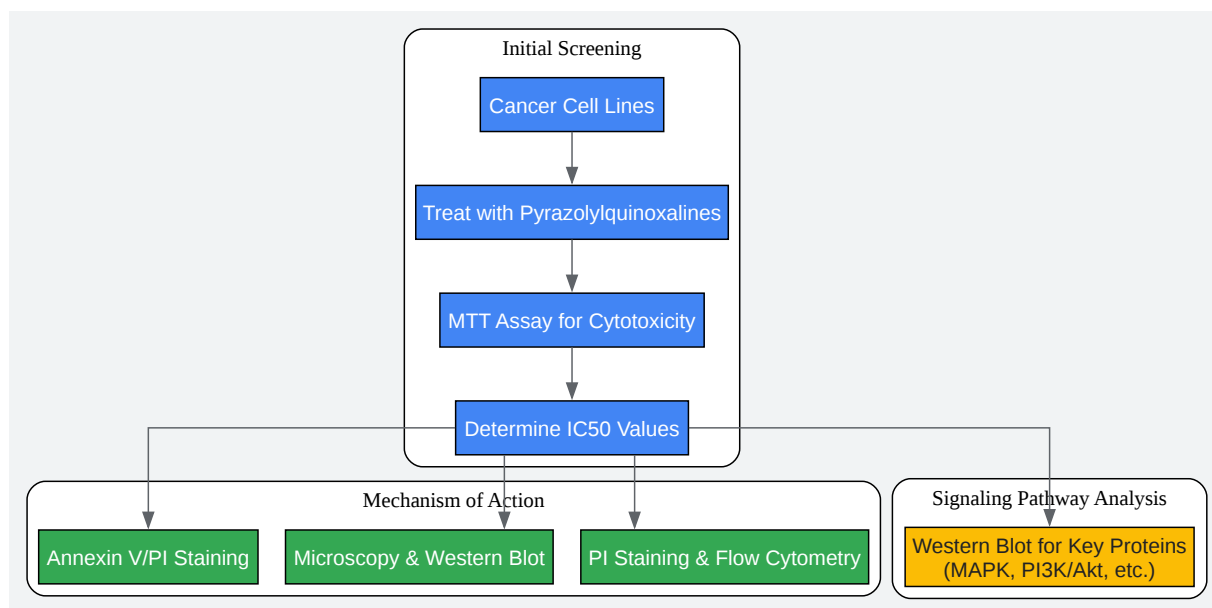 Initial Screening
Cancer Cell Lines
Treat with Pyrazolylquinoxalines
MTT Assay for Cytotoxicity
Determine IC50 Values
Mechanism of Action
Annexin V/PI Staining
Microscopy & Western Blot
PI Staining & Flow Cytometry
Signaling Pathway Analysis
Western Blot for Key Proteins
(MAPK, PI3K/Akt, etc.)